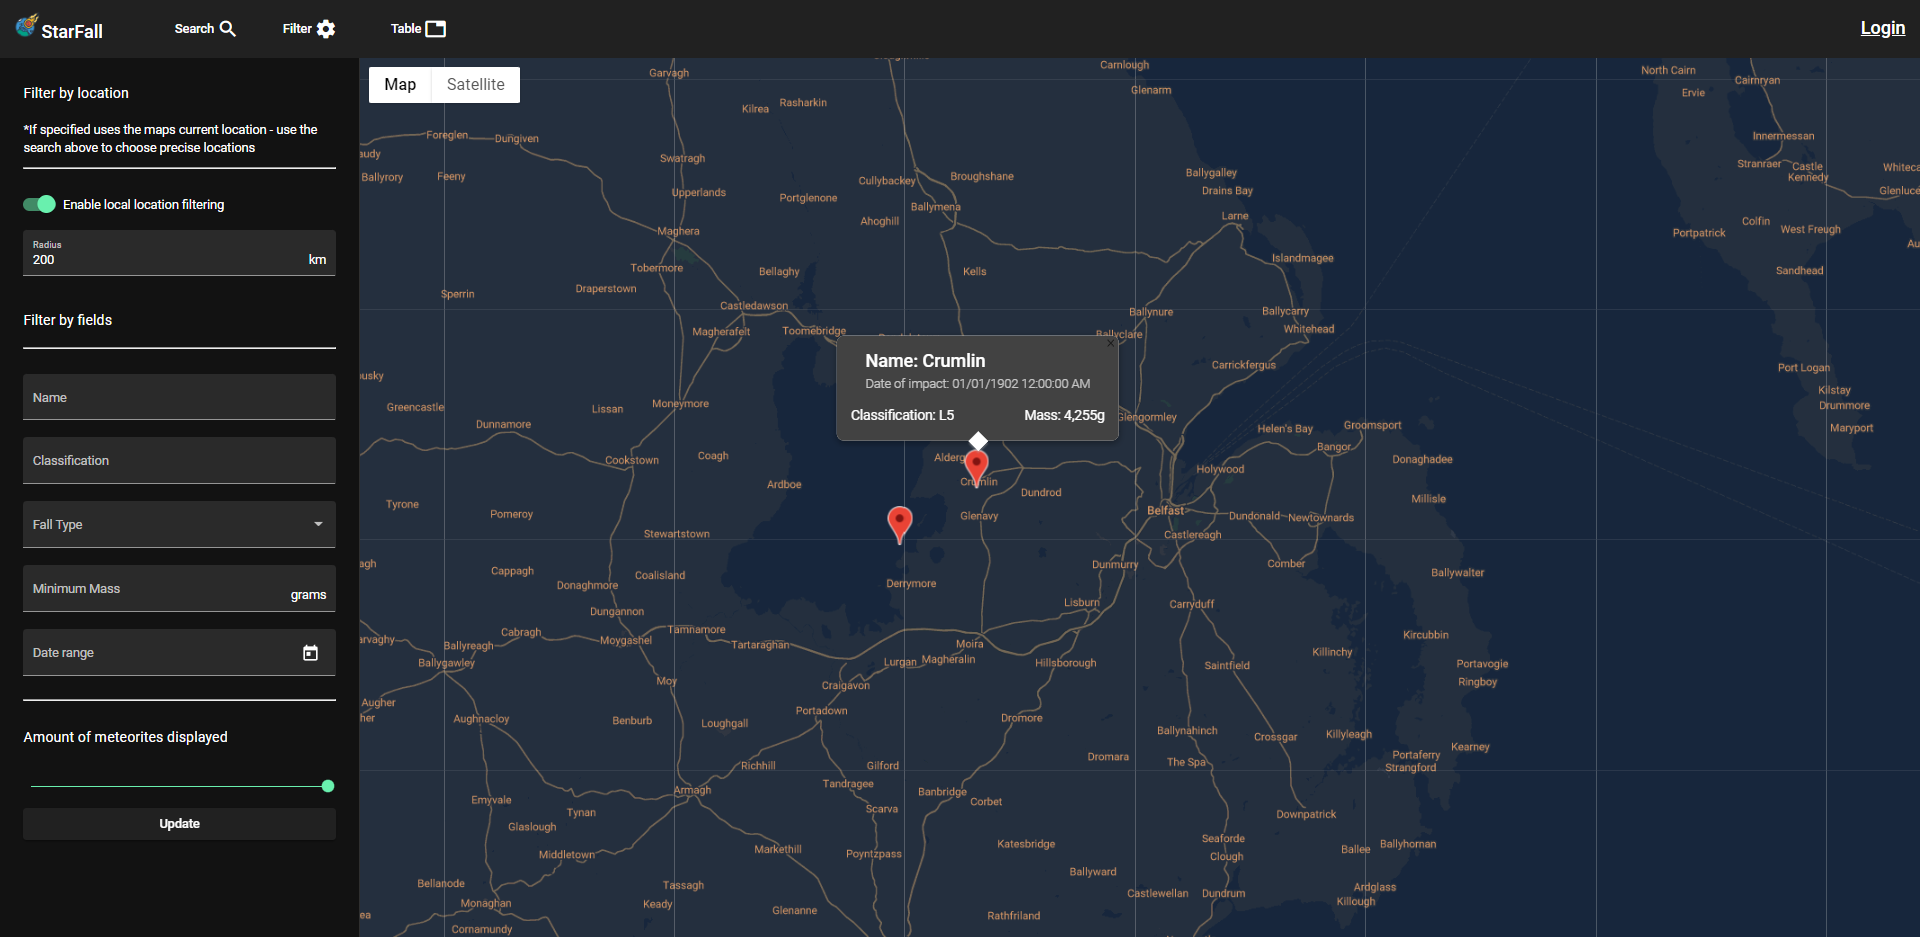 StarFall
Search
Filter
Table
Login
Filter by location
*If specified uses the maps current location - use the
search above to choose precise locations
Enable local location filtering
Radius
200
km
Filter by fields
Name
Classification
Fall Type
Minimum Mass
grams
Date range
Amount of meteorites displayed
Update
Map
Satellite
Name: Crumlin
Date of impact: 01/01/1902 12:00:00 AM
Classification: L5
Mass: 4,255g
Garvagh
Carnlough
Glenarm
North Cairn
Cairnryan
Ervie
Kilrea
Rasharkin
Foreglen
Dungiven
Innermessan
Swatragh
Stranraer
Castle
Kennedy
Ballyrory
Feeny
Upperlands
Portglenone
Cullybackey
Broughshane
Ballygalley
Drains Bay
Ballymena
Ahoghill
Larne
Colfin
West Freugh
Portpatrick
Maghera
Tobermore
Bellaghy
Kells
Islandmagee
Sandhead
Sperrin
Draperstown
Castledawson
Magherafelt
Toomebridge
Ballynure
Ballycarry
Whitehead
Ballyclare
Carrickfergus
Port Logan
Kilstay
Drummore
Maryport
Greencastle
Lissan
Moneymore
Dunnamore
Glengormley
Helen's Bay
Groomsport
Bangor
Cookstown
Coagh
Donaghadee
Holywood
Ardboe
Crumlin
Dundrod
Millisle
Tyrone
Pomeroy
Glenavy
Belfast
Dundonald
Newtownards
Stewartstown
Castlereagh
Cappagh
Donaghmore
Coalisland
Derrymore
Dunmurry
Comber
Ballywalter
Dungannon
Lisburn
Carryduff
Cabragh
Moygashel
Tamnamore
Tartaraghan
Moira
Kircubbin
Ballyreagh
Ballygawley
Lurgan
Magheralin
Hillsborough
Saintfield
Killinchy
Portavogie
Ringboy
Moy
Craigavon
Augher
Aughnacloy
Benburb
Loughgall
Portadown
Dromore
Ballynahinch
Crossgar
Killyleagh
Kearney
Portaferry
Strangford
Richhill
Gilford
Dromara
The Spa
Tandragee
Armagh
Banbridge
Corbet
Emyvale
Tynan
Scarva
Glaslough
Downpatrick
Middletown
Markethill
Poyntzpass
Katesbridge
Seaforde
Clough
Ballee
Ballyhornan
Bellanode
Tassagh
Ballyward
Castlewellan
Dundrum
Ardglass
Killough
Monaghan
Keady
Glenanne
Rathfriland
Cornamundy